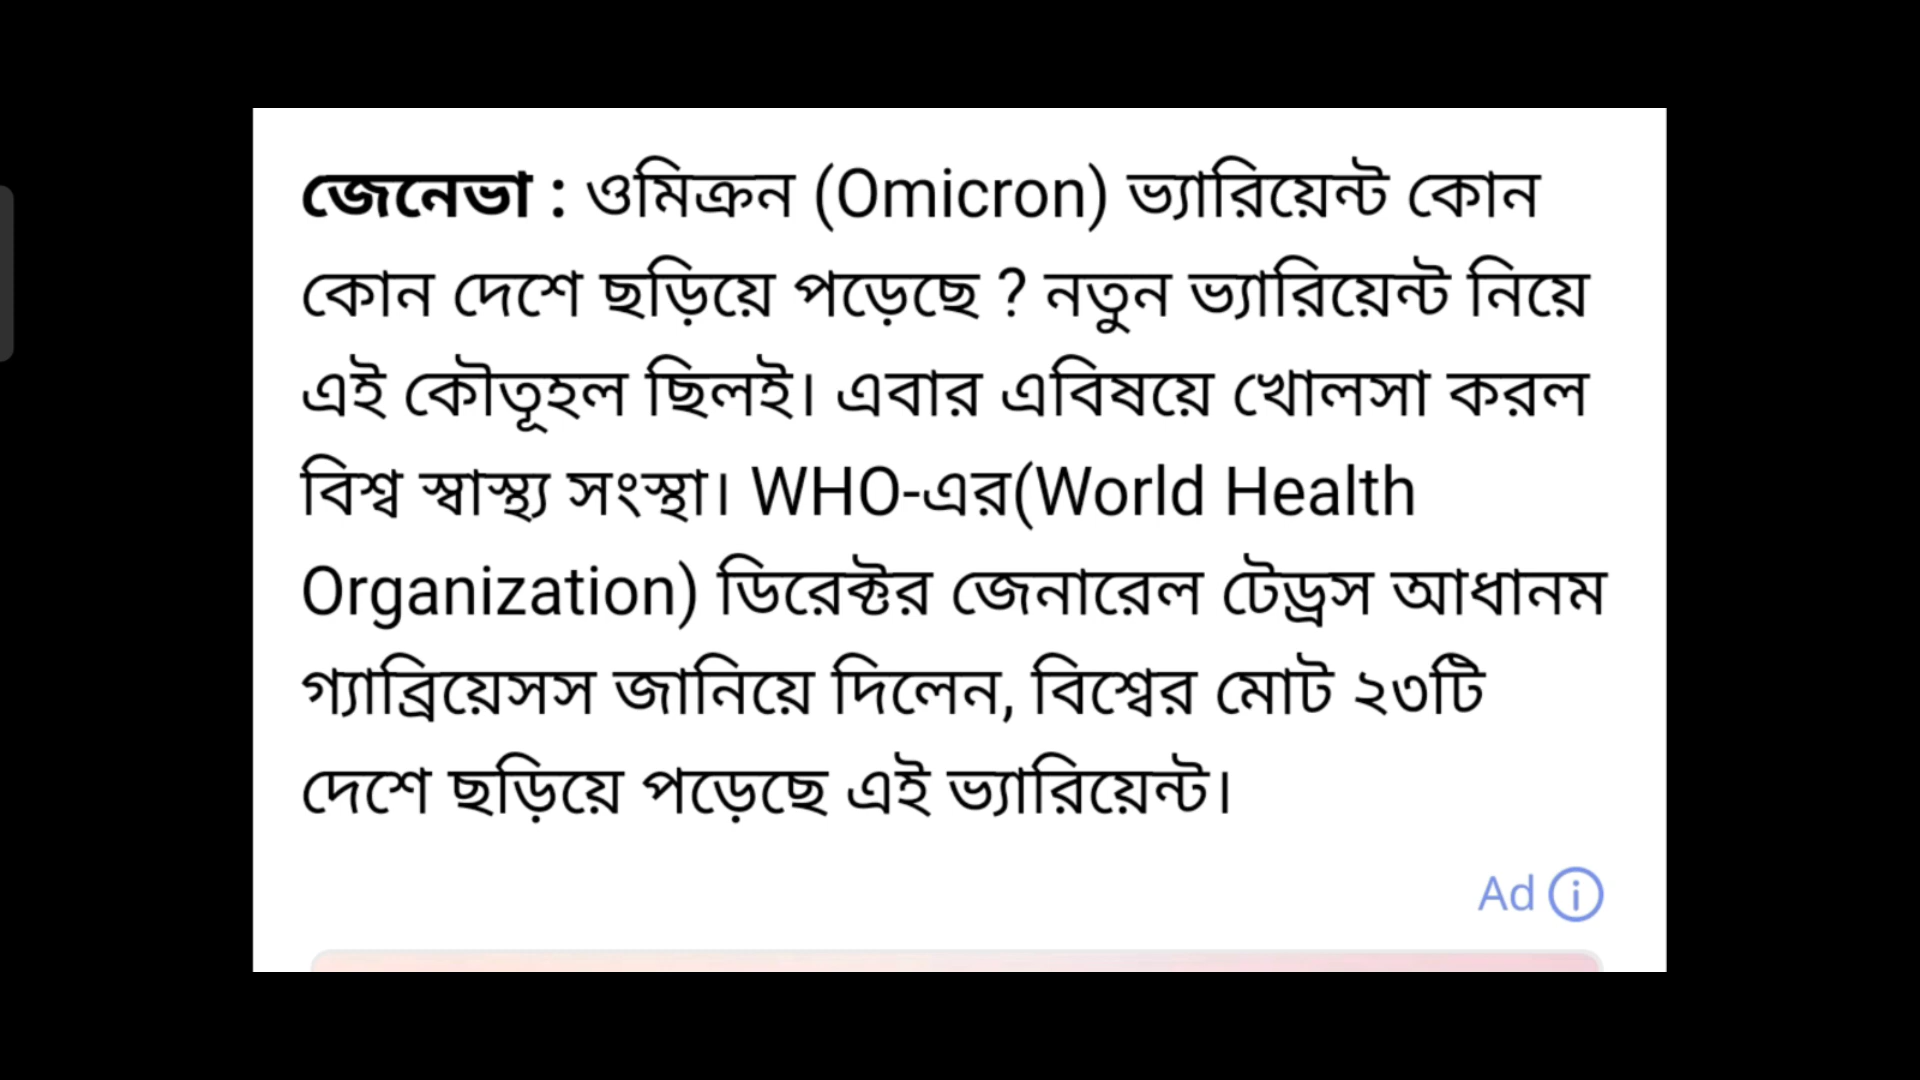 জেনেভা : ওমিক্রন (Omicron) ভ্যারিয়েন্ট কোন
কোন দেশে ছড়িয়ে পড়েছে ? নতুন ভ্যারিয়েন্ট নিয়ে
এই কৌতূহল ছিলই। এবার এবিষয়ে খোলসা করল
বিশ্ব স্বাস্থ্য সংস্থা। WHO-এর(World Health
Organization) ডিরেক্টর জেনারেল টেড্রস আধানম
গ্যাব্রিয়েসস জানিয়ে দিলেন, বিশ্বের মোট ২৩টি
দেশে ছড়িয়ে পড়েছে এই ভ্যারিয়েন্ট।
Ad